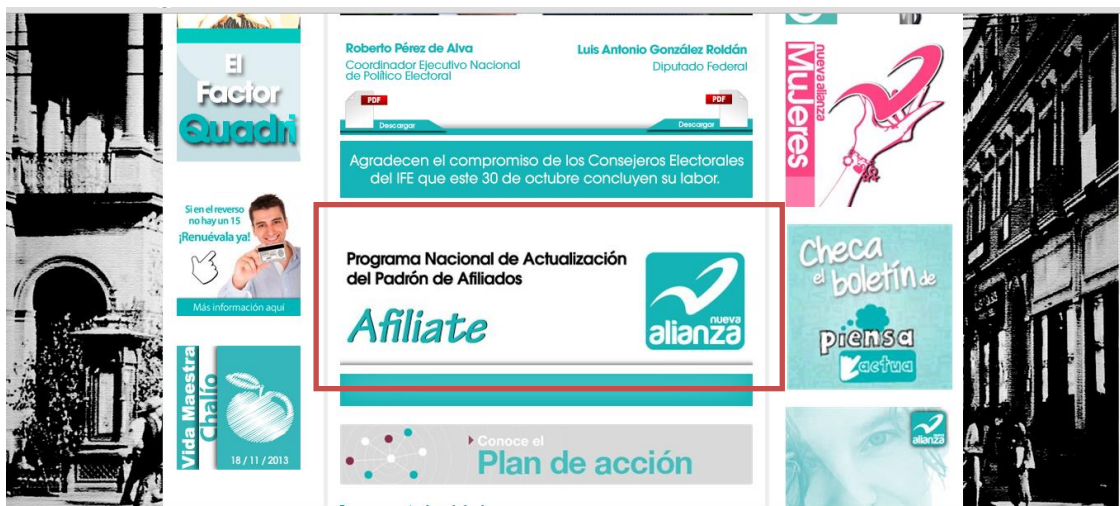 El
Factor
Quadri
Si en el reverso
no hay un 15
¡Renuévala ya!
Más información aquí
Vida Maestra
Chalío
18 / 11 / 2013
Roberto Pérez de Alva
Coordinador Ejecutivo Nacional
de Político Electoral
PDF
Descargar
Luis Antonio González Roldán
Diputado Federal
PDF
Descargar
Agradecen el compromiso de los Consejeros Electorales
del IFE que este 30 de octubre concluyen su labor.
Programa Nacional de Actualización
del Padrón de Afiliados
Afiliate
nueva
alianza
Conoce el
Plan de acción
nueva alianza
MuJeres
Checa
el boletín de
piensa
y actua
nueva
alianza